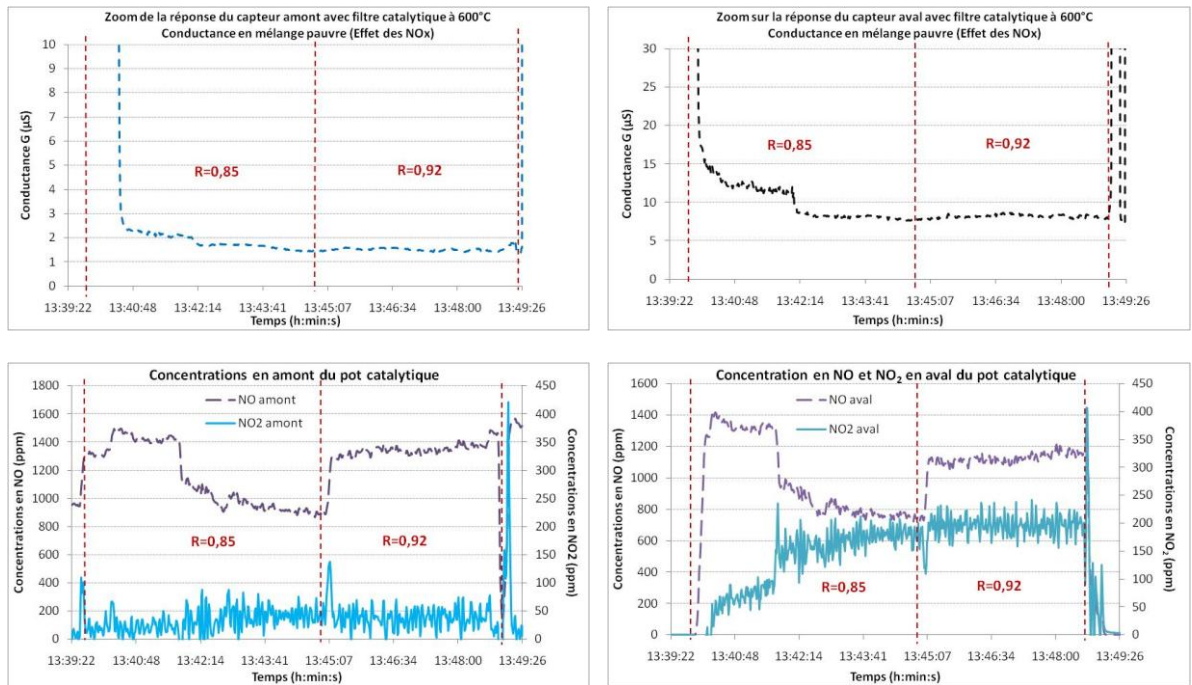 Zoom de la réponse du capteur amont avec filtre catalytique à 600°C
Conductance en mélange pauvre (Effet des NOx)
Conductance G (µS)
10
9
8
7
6
5
4
3
2
1
0
R=0,85
R=0,92
13:39:22 13:40:48 13:42:14 13:43:41 13:45:07 13:46:34 13:48:00 13:49:26
Temps (h:min:s)
Zoom sur la réponse du capteur aval avec filtre catalytique à 600°C
Conductance en mélange pauvre (Effet des NOx)
Conductance G (µS)
30
25
20
15
10
5
0
R=0,85
R=0,92
13:39:22 13:40:48 13:42:14 13:43:41 13:45:07 13:46:34 13:48:00 13:49:26
Temps (h:min:s)
Concentrations en amont du pot catalytique
NO amont
NO2 amont
Concentrations en NO (ppm)
1800
1600
1400
1200
1000
800
600
400
200
0
Concentrations en NO2 (ppm)
450
400
350
300
250
200
150
100
50
0
R=0,85
R=0,92
13:39:22 13:40:48 13:42:14 13:43:41 13:45:07 13:46:34 13:48:00 13:49:26
Temps (h:min:s)
Concentration en NO et NO₂ en aval du pot catalytique
NO aval
NO2 aval
Concentrations en NO (ppm)
1600
1400
1200
1000
800
600
400
200
0
Concentrations en NO₂ (ppm)
450
400
350
300
250
200
150
100
50
0
R=0,85
R=0,92
13:39:22 13:40:48 13:42:14 13:43:41 13:45:07 13:46:34 13:48:00 13:49:26
Temps (h:min:s)